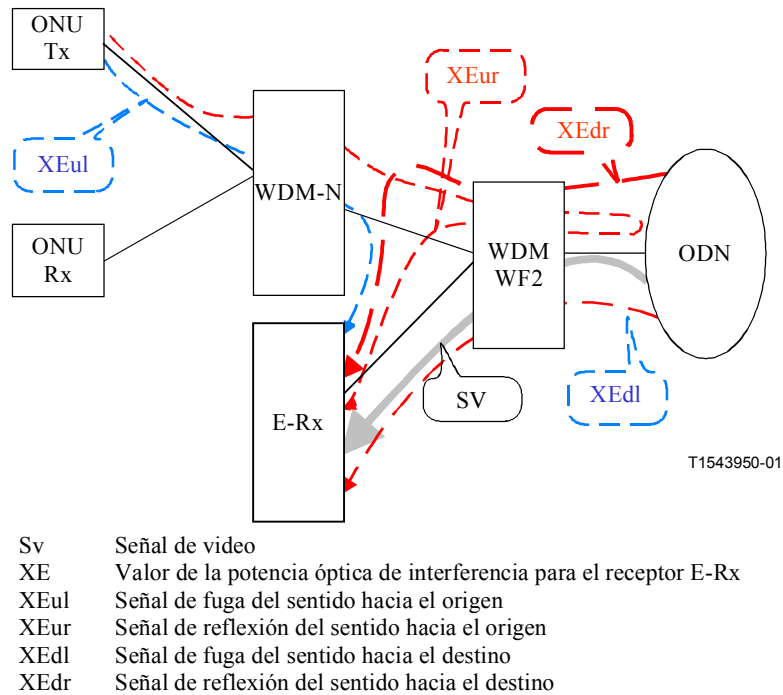 ONU
Tx
XEul
ONU
Rx
WDM-N
XEur
XEdr
WDM
WF2
ODN
E-Rx
SV
XEdl
T1543950-01
Sv Señal de video
XE Valor de la potencia óptica de interferencia para el receptor E-Rx
XEul Señal de fuga del sentido hacia el origen
XEur Señal de reflexión del sentido hacia el origen
XEdl Señal de fuga del sentido hacia el destino
XEdr Señal de reflexión del sentido hacia el destino